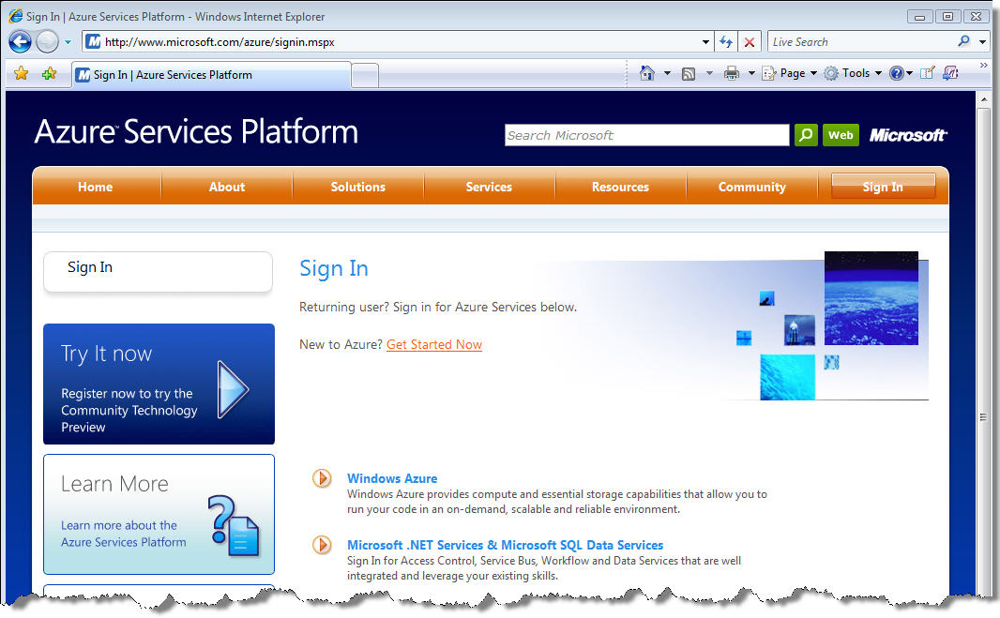 Sign In | Azure Services Platform - Windows Internet Explorer
http://www.microsoft.com/azure/signin.mspx
Live Search
Sign In | Azure Services Platform
Page
Tools
Azure™ Services Platform
Search Microsoft
Web
Microsoft®
Home
About
Solutions
Services
Resources
Community
Sign In
Sign In
Sign In
Returning user? Sign in for Azure Services below.
New to Azure? Get Started Now
Try It now
Register now to try the
Community Technology
Preview
Learn More
Learn more about the
Azure Services Platform
Windows Azure
Windows Azure provides compute and essential storage capabilities that allow you to
run your code in an on-demand, scalable and reliable environment.
Microsoft .NET Services & Microsoft SQL Data Services
Sign In for Access Control, Service Bus, Workflow and Data Services that are well
integrated and leverage your existing skills.